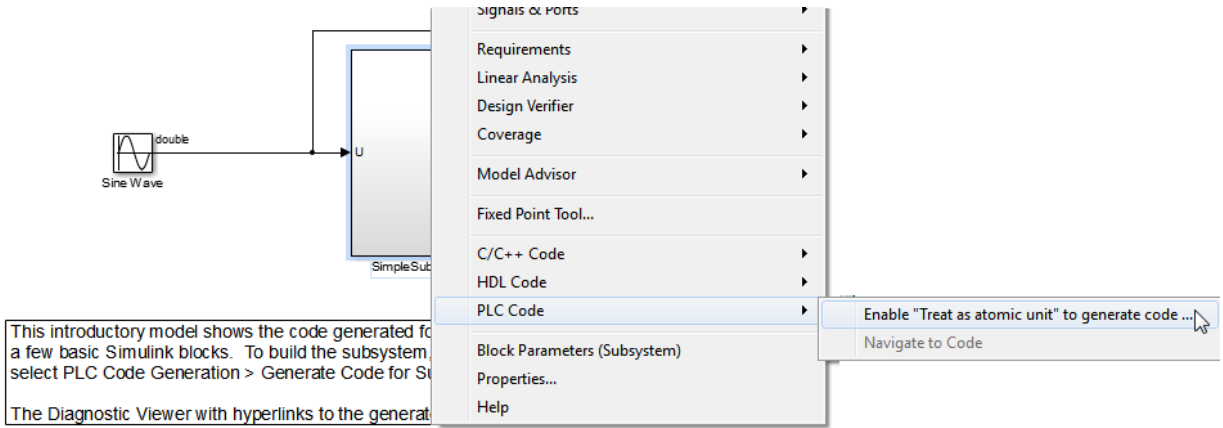 Signals & Ports
Requirements
Linear Analysis
Design Verifier
Coverage
Model Advisor
Fixed Point Tool...
C/C++ Code
HDL Code
PLC Code
Block Parameters (Subsystem)
Properties...
Help
Enable "Treat as atomic unit" to generate code ...
Navigate to Code
double
U
Sine Wave
SimpleSub
This introductory model shows the code generated fo
a few basic Simulink blocks. To build the subsystem,
select PLC Code Generation > Generate Code for Su
The Diagnostic Viewer with hyperlinks to the generat